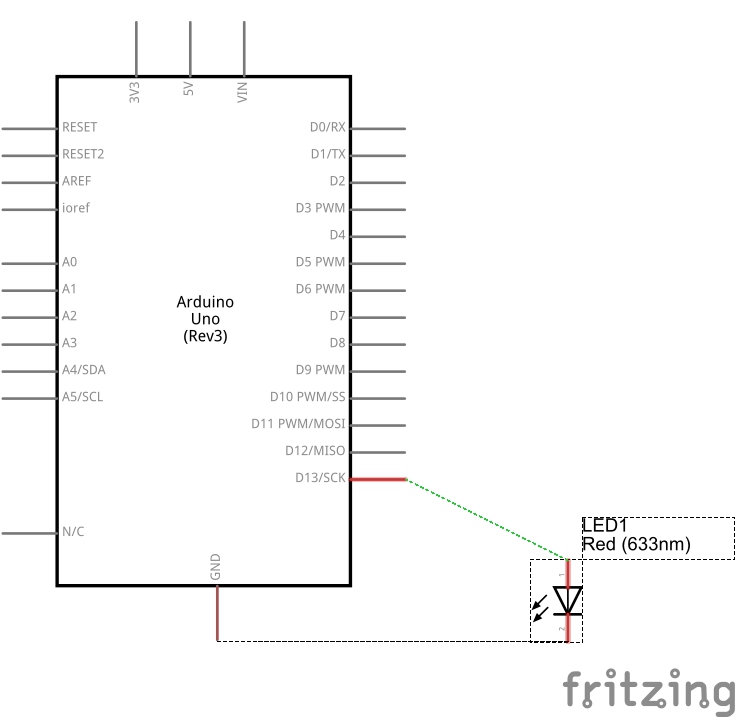 3V3
5V
VIN
RESET
RESET2
AREF
ioref
A0
A1
A2
A3
A4/SDA
A5/SCL
N/C
Arduino
Uno
(Rev3)
GND
D0/RX
D1/TX
D2
D3 PWM
D4
D5 PWM
D6 PWM
D7
D8
D9 PWM
D10 PWM/SS
D11 PWM/MOSI
D12/MISO
D13/SCK
LED1
Red (633nm)
1
2
fritzing